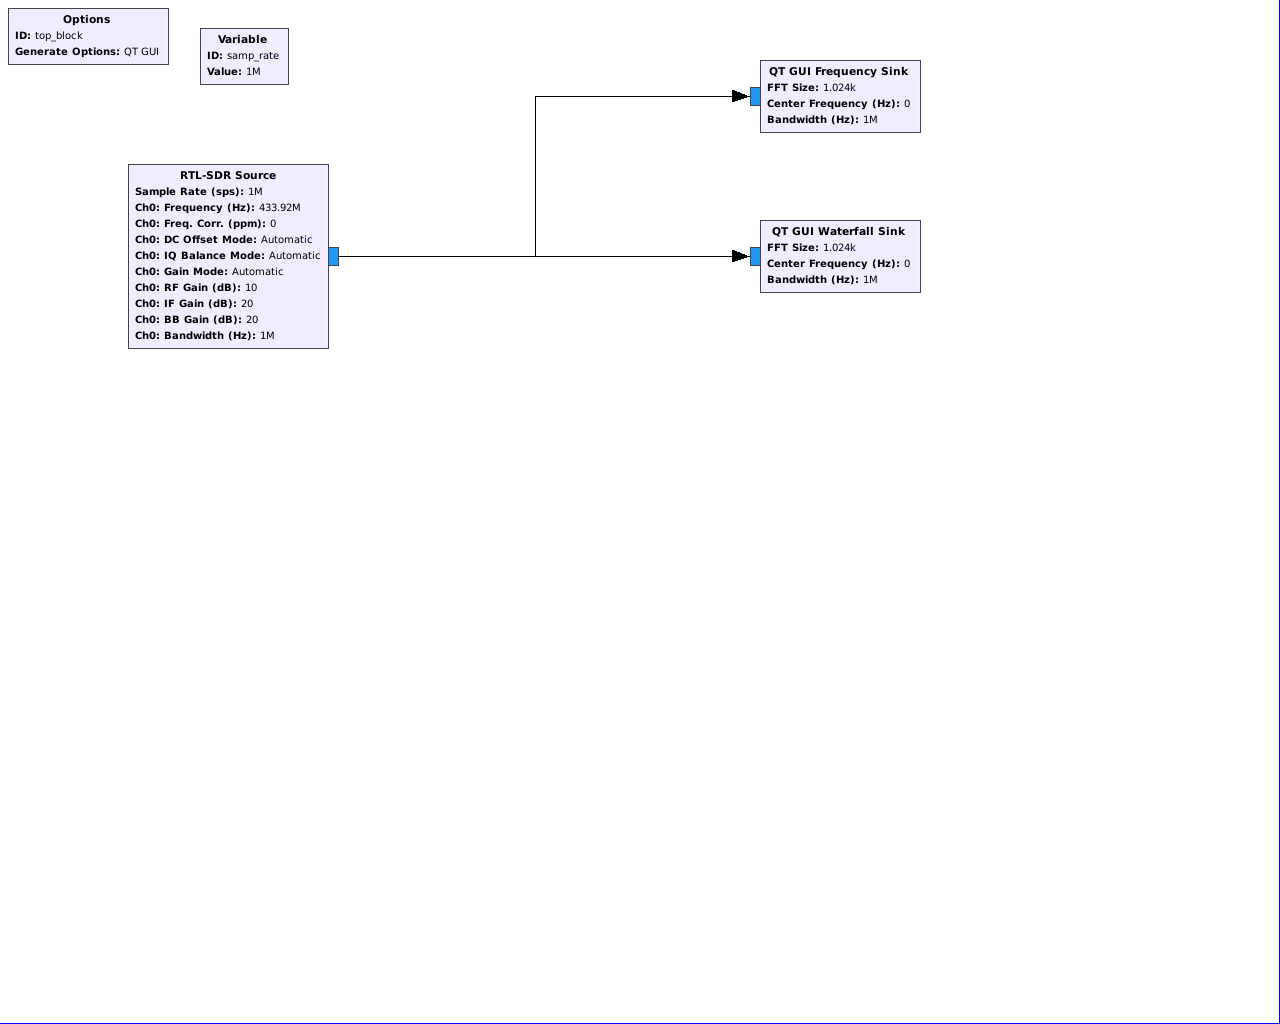 Options
ID: top_block
Generate Options: QT GUI
Variable
ID: samp_rate
Value: 1M
QT GUI Frequency Sink
FFT Size: 1.024k
Center Frequency (Hz): 0
Bandwidth (Hz): 1M
RTL-SDR Source
Sample Rate (sps): 1M
Ch0: Frequency (Hz): 433.92M
Ch0: Freq. Corr. (ppm): 0
Ch0: DC Offset Mode: Automatic
Ch0: IQ Balance Mode: Automatic
Ch0: Gain Mode: Automatic
Ch0: RF Gain (dB): 10
Ch0: IF Gain (dB): 20
Ch0: BB Gain (dB): 20
Ch0: Bandwidth (Hz): 1M
QT GUI Waterfall Sink
FFT Size: 1.024k
Center Frequency (Hz): 0
Bandwidth (Hz): 1M